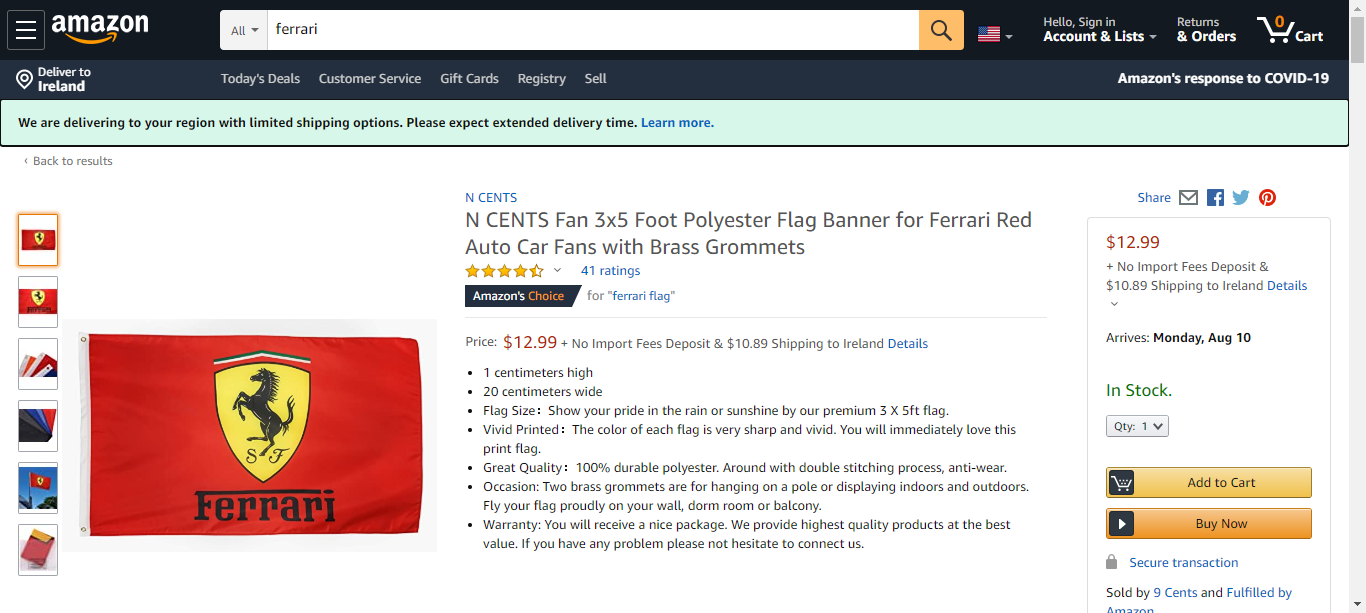 amazon
All
ferrari
Hello, Sign in
Account & Lists
Returns
& Orders
0
Cart
Deliver to
Ireland
Today's Deals
Customer Service
Gift Cards
Registry
Sell
Amazon's response to COVID-19
We are delivering to your region with limited shipping options. Please expect extended delivery time. Learn more.
‹ Back to results
N CENTS
N CENTS Fan 3x5 Foot Polyester Flag Banner for Ferrari Red
Auto Car Fans with Brass Grommets
41 ratings
Amazon's Choice for "ferrari flag"
Price: $12.99 + No Import Fees Deposit & $10.89 Shipping to Ireland Details
• 1 centimeters high
• 20 centimeters wide
• Flag Size：Show your pride in the rain or sunshine by our premium 3 X 5ft flag.
• Vivid Printed：The color of each flag is very sharp and vivid. You will immediately love this
print flag.
• Great Quality：100% durable polyester. Around with double stitching process, anti-wear.
• Occasion: Two brass grommets are for hanging on a pole or displaying indoors and outdoors.
Fly your flag proudly on your wall, dorm room or balcony.
• Warranty: You will receive a nice package. We provide highest quality products at the best
value. If you have any problem please not hesitate to connect us.
S F
Ferrari
Share
$12.99
+ No Import Fees Deposit &
$10.89 Shipping to Ireland Details
Arrives: Monday, Aug 10
In Stock.
Qty: 1
Add to Cart
Buy Now
Secure transaction
Sold by 9 Cents and Fulfilled by
Amazon